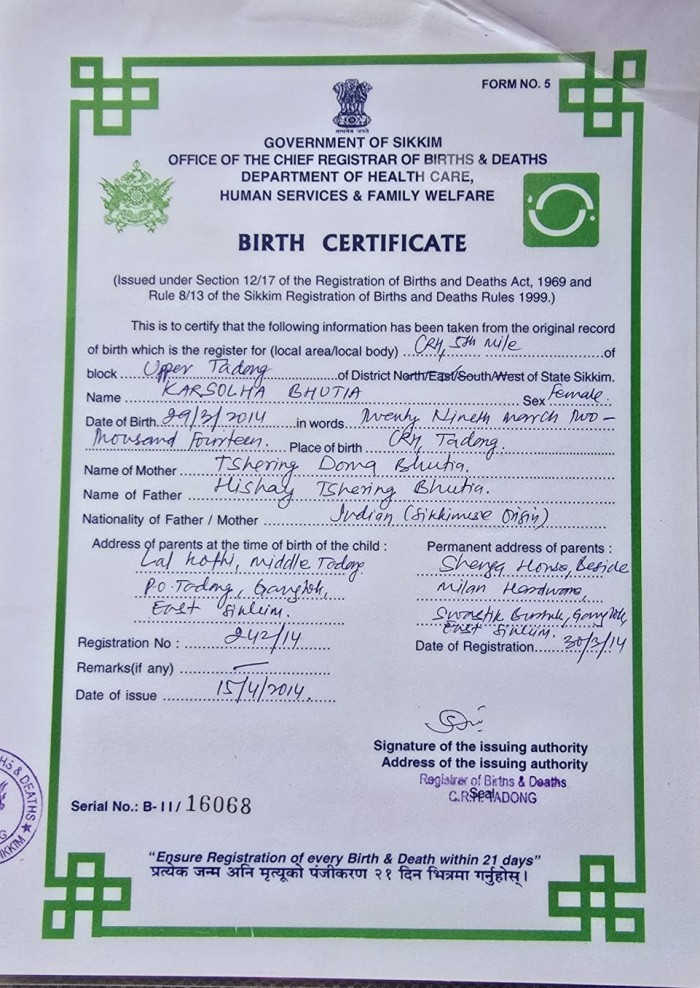 FORM NO. 5
सत्यमेव जयते
GOVERNMENT OF SIKKIM
OFFICE OF THE CHIEF REGISTRAR OF BIRTHS & DEATHS
DEPARTMENT OF HEALTH CARE,
HUMAN SERVICES & FAMILY WELFARE
BIRTH CERTIFICATE
(Issued under Section 12/17 of the Registration of Births and Deaths Act, 1969 and
Rule 8/13 of the Sikkim Registration of Births and Deaths Rules 1999.)
This is to certify that the following information has been taken from the original record
of birth which is the register for (local area/local body) CRH, 5th Mile of
block Upper Tadong of District North/East/South/West of State Sikkim.
Name KARSOLHA BHUTIA Sex Female.
Date of Birth 29/3/2014 in words. Twenty Nineth march Two-
Thousand Fourteen. Place of birth CRH, Tadong.
Name of Mother Tshering Doma Bhutia.
Name of Father Hishay Tshering Bhutia.
Nationality of Father / Mother Indian (Sikkimese Origin)
Address of parents at the time of birth of the child :
Lal Kothi, Middle Tadong
P.O. Tadong, Gangtok,
East Sikkim.
Permanent address of parents :
House, Beside
Milan Hardware,
Swastik Gangtok,
East Sikkim.
Registration No : 242/14
Date of Registration 30/3/14
Remarks(if any) —
Date of issue 15/4/2014.
Signature of the issuing authority
Address of the issuing authority
Registrar of Births & Deaths
Seal
C.R.H. TADONG
Serial No.: B-II/ 16068
& DEATHS ★
"Ensure Registration of every Birth & Death within 21 days"
प्रत्येक जन्म अनि मृत्यूको पंजीकरण २१ दिन भित्रमा गर्नुहोस्।